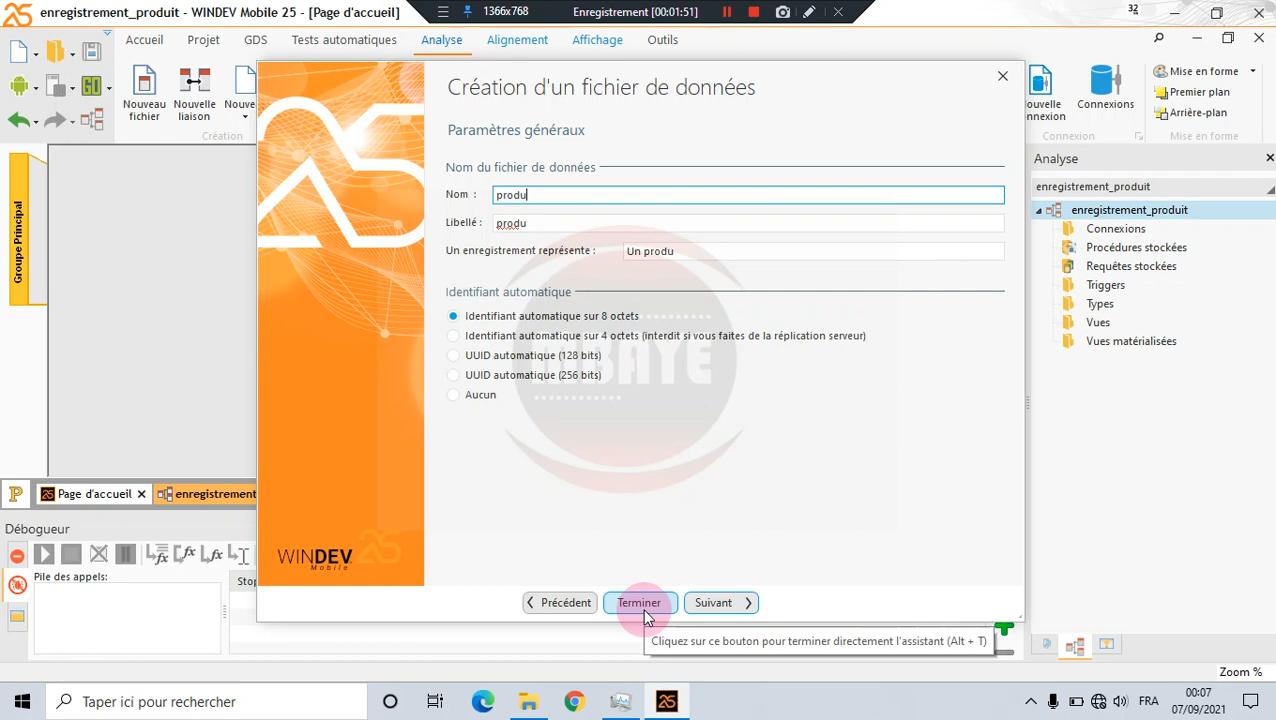 enregistrement_produit - WINDEV Mobile 25 - [Page d'accueil]
1366x768
Enregistrement [00:01:51]
32
Accueil
Projet
GDS
Tests automatiques
Analyse
Alignement
Affichage
Outils
GO
Nouveau fichier
Nouvelle liaison
Nouve
Création
Création d'un fichier de données
Paramètres généraux
Nom du fichier de données
Nom :
produ
Libellé :
produ
Un enregistrement représente :
Un produ
Identifiant automatique
Identifiant automatique sur 8 octets
Identifiant automatique sur 4 octets (interdit si vous faites de la réplication serveur)
UUID automatique (128 bits)
UUID automatique (256 bits)
Aucun
WINDEV
Mobile
25
Précédent
Terminer
Suivant
Cliquez sur ce bouton pour terminer directement l'assistant (Alt + T)
ouvelle
onnexion
Connexions
Connexion
Mise en forme
Premier plan
Arrière-plan
Mise en forme
Analyse
enregistrement_produit
enregistrement_produit
Connexions
Procédures stockées
Requêtes stockées
Triggers
Types
Vues
Vues matérialisées
Groupe Principal
Page d'accueil
enregistrement
Débogueur
Pile des appels:
Stop
Zoom %
Taper ici pour rechercher
FRA
00:07
07/09/2021